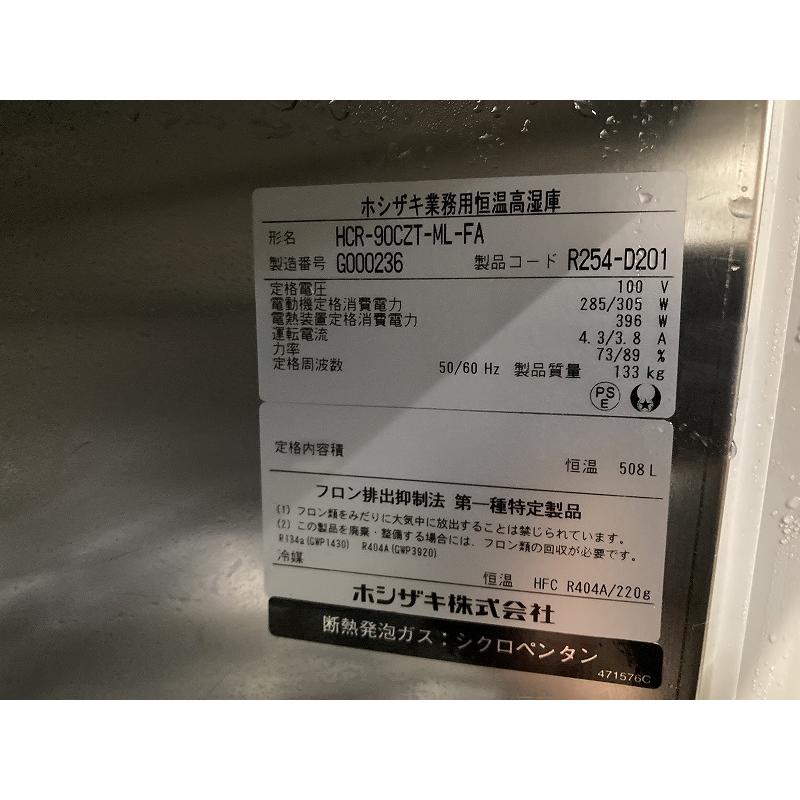 ホシザキ業務用恒温高湿庫
形名 HCR-90CZT-ML-FA
製造番号 G000236 製品コード R254-D201
定格電圧 100 V
電動機定格消費電力 285/305 W
電熱装置定格消費電力 396 W
運転電流 4.3/3.8 A
力率 73/89 %
定格周波数 50/60 Hz 製品質量 133 kg
PS
E
定格内容積
恒温 508 L
フロン排出抑制法 第一種特定製品
(1) フロン類をみだりに大気中に放出することは禁じられています。
(2) この製品を廃棄・整備する場合には、フロン類の回収が必要です。
R134a(GWP1430) R404A(GWP3920)
冷媒
恒温 HFC R404A/220g
ホシザキ株式会社
断熱発泡ガス:シクロペンタン
471576C